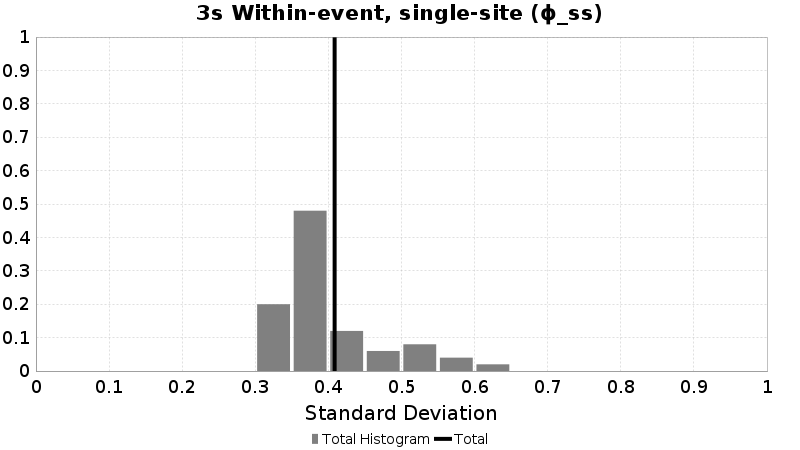 3s Within-event, single-site (ϕ_ss)
1
0.9
0.8
0.7
0.6
0.5
0.4
0.3
0.2
0.1
0
0 0.1 0.2 0.3 0.4 0.5 0.6 0.7 0.8 0.9 1
Standard Deviation
Total Histogram Total